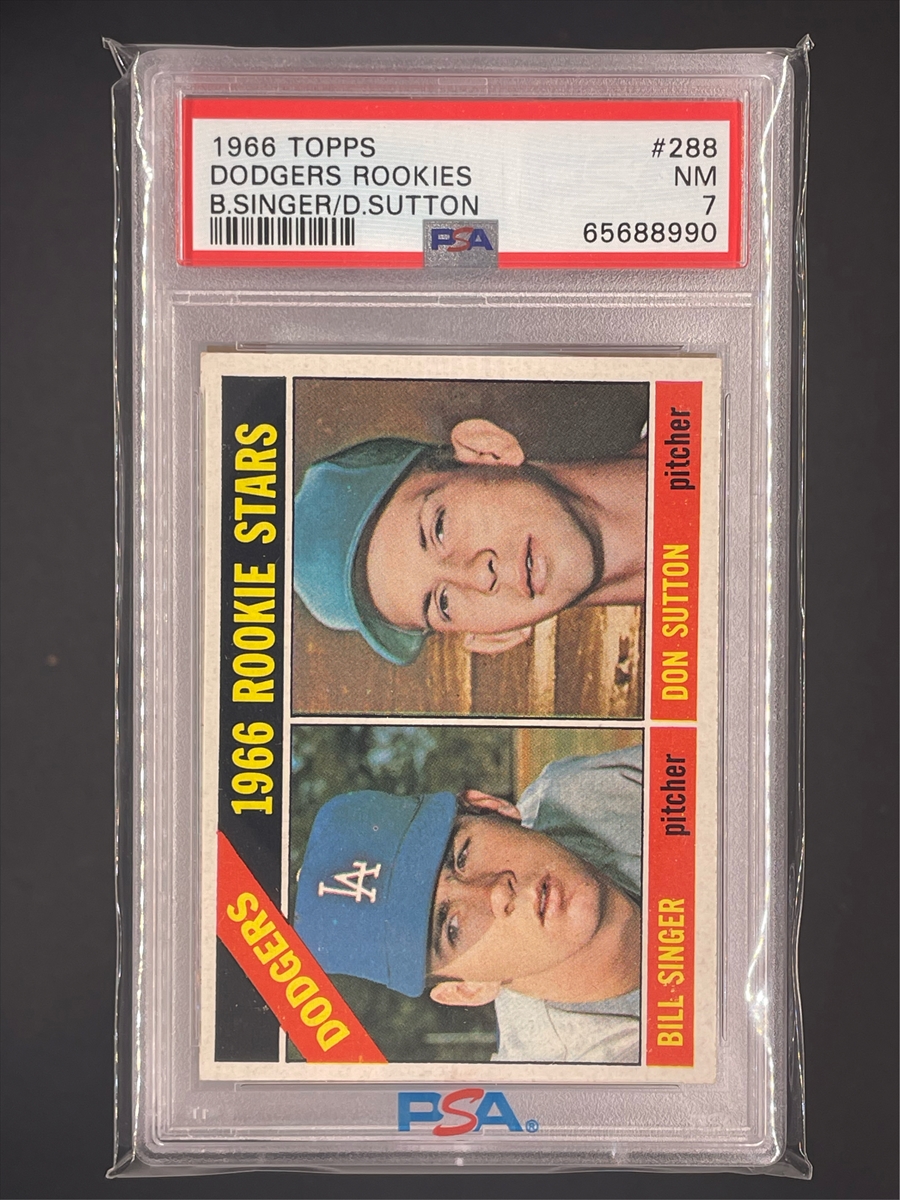 1966 TOPPS #288
DODGERS ROOKIES NM
B.SINGER/D.SUTTON 7
PSA 65688990
1966 ROOKIE STARS
DODGERS
LA
BILL SINGER pitcher
DON SUTTON pitcher
PSA®